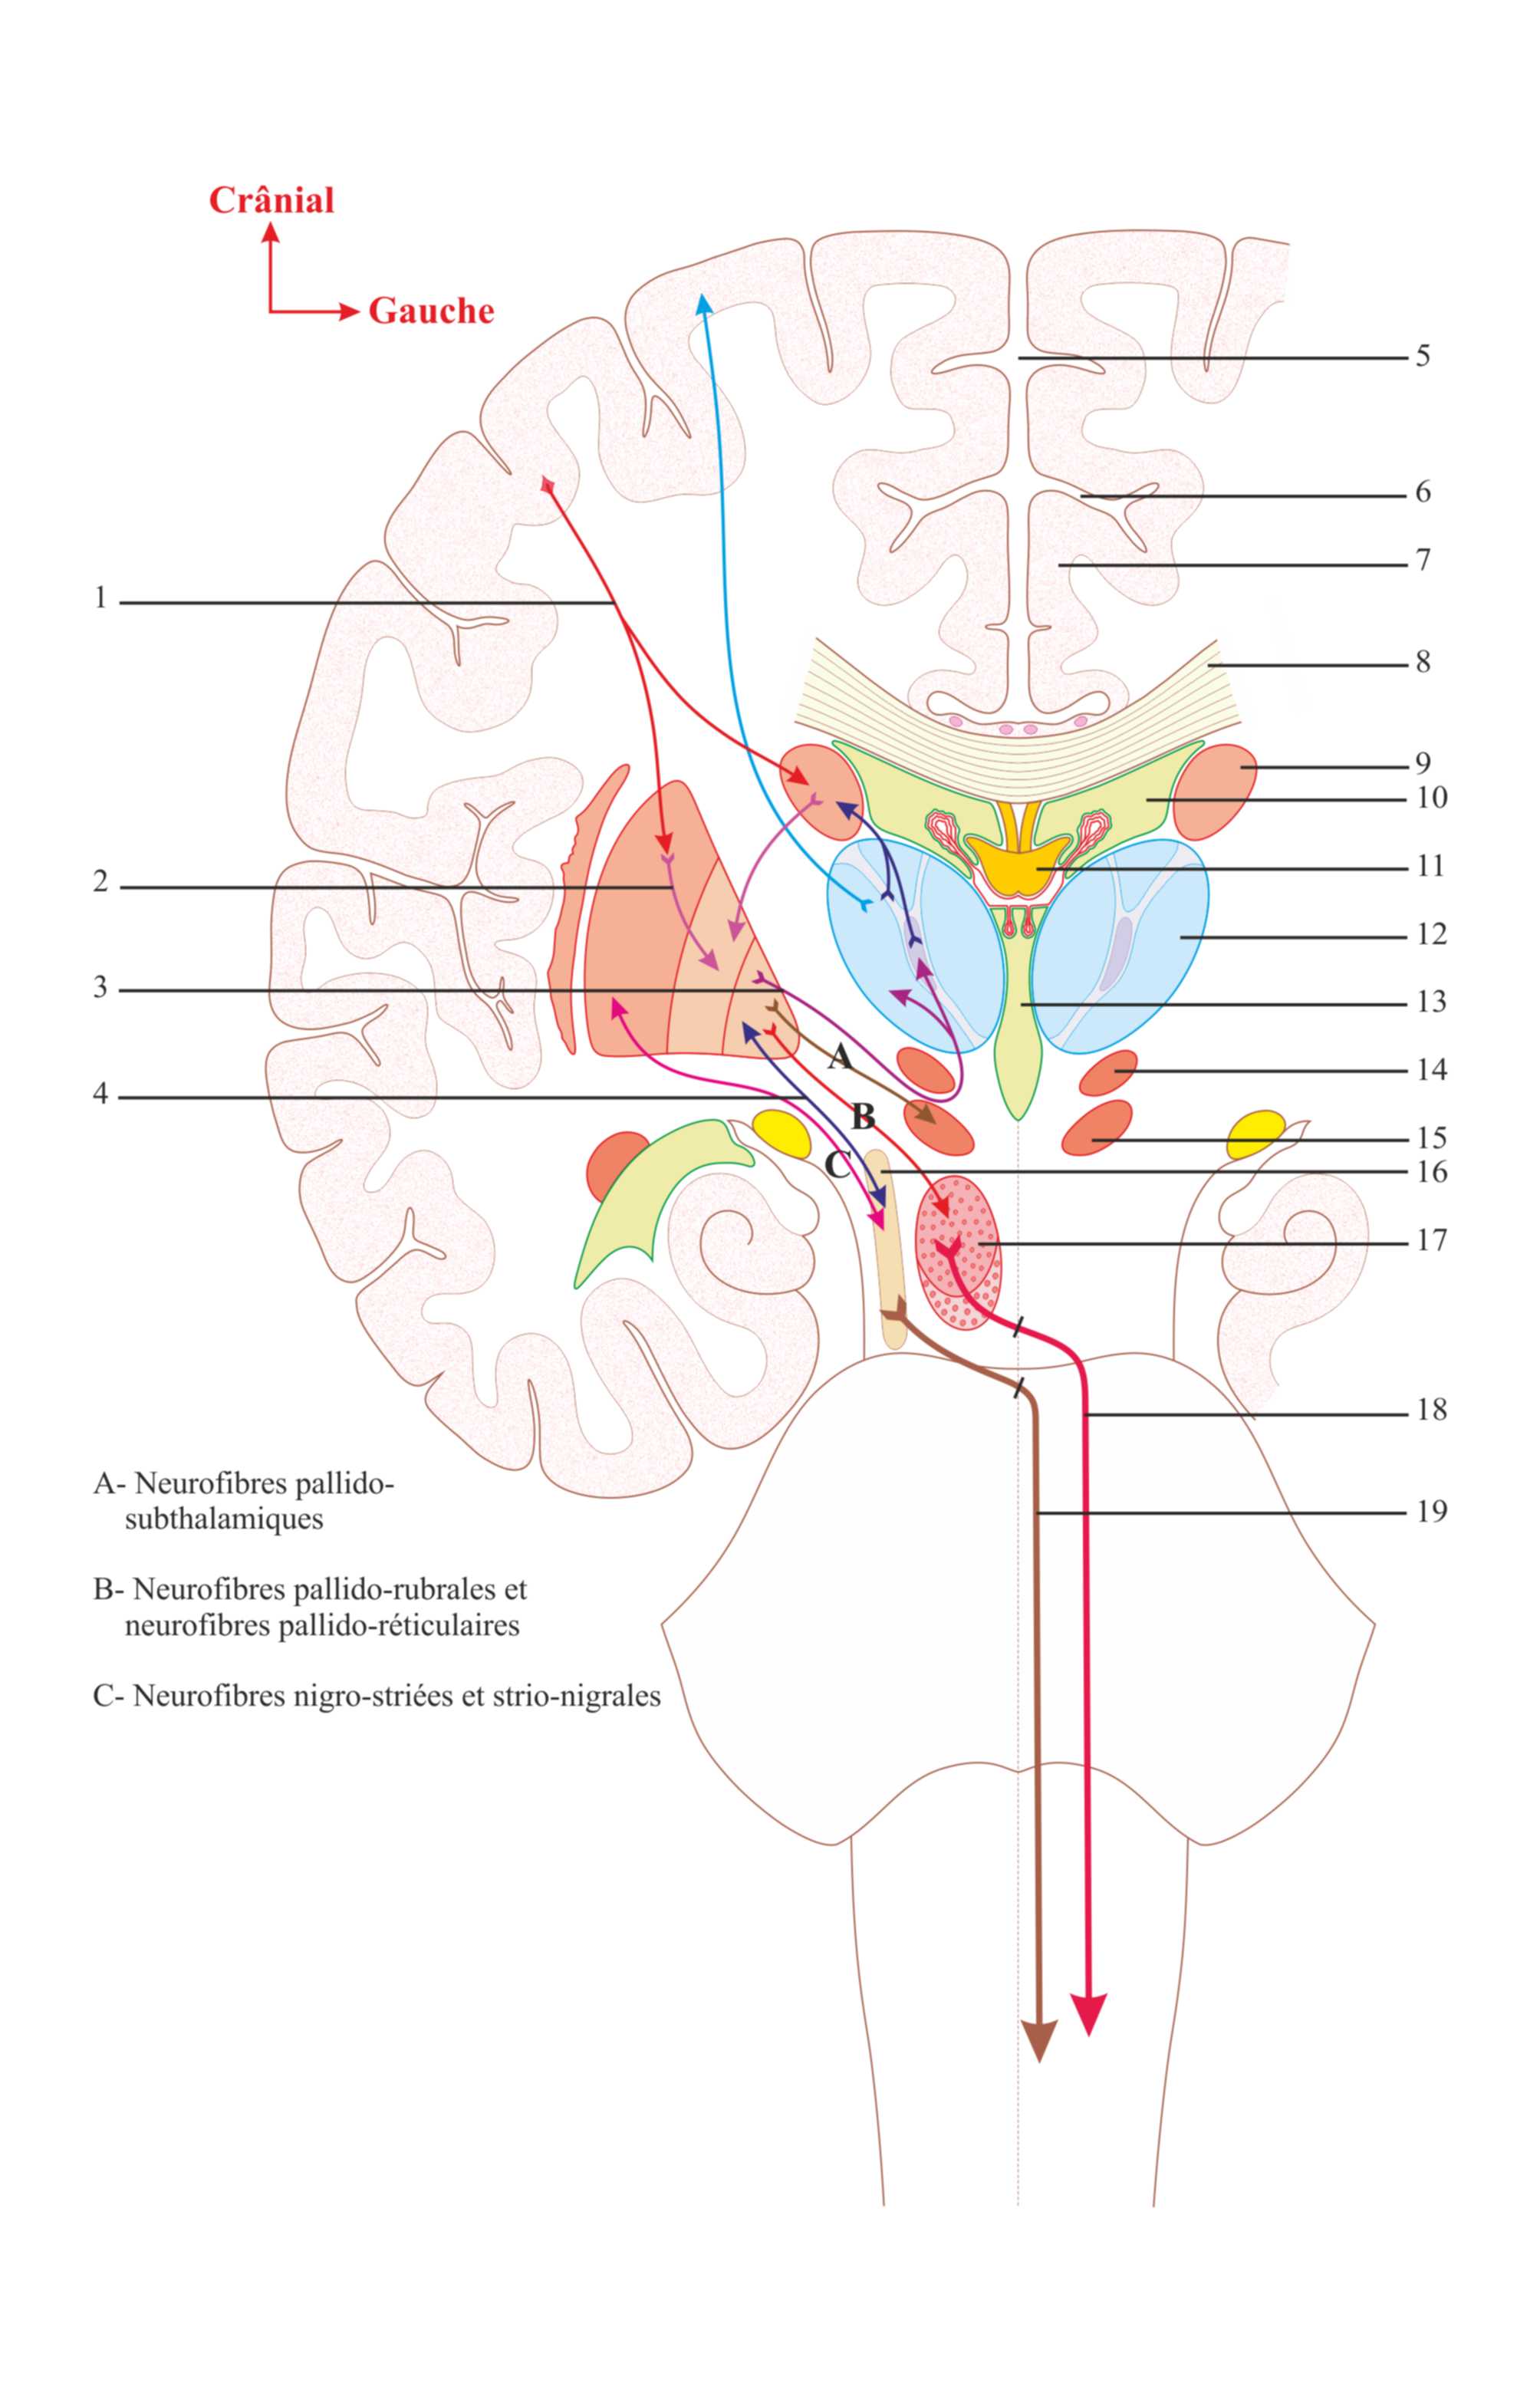 Crânial
Gauche
5
6
7
1
8
9
10
11
2
12
3
13
A
14
4
B
15
C
16
17
18
A- Neurofibres pallido-
subthalamiques
19
B- Neurofibres pallido-rubrales et
neurofibres pallido-réticulaires
C- Neurofibres nigro-striées et strio-nigrales